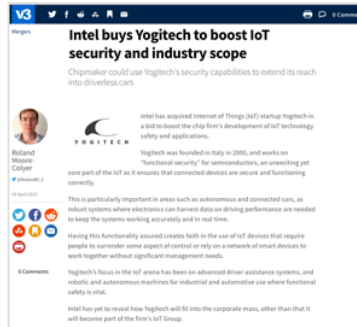 V3
0 Comme
Mergers
Intel buys Yogitech to boost IoT
security and industry scope
Chipmaker could use Yogitech's security capabilities to extend its reach
into driverless cars
YOGITECH
Intel has acquired Internet of Things (IoT) startup Yogitech in
a bid to boost the chip firm's development of IoT technology
safety and applications.
Yogitech was founded in Italy in 2000, and works on
"functional security" for semiconductors, an unexciting yet
core part of the IoT as it ensures that connected devices are secure and functioning
correctly.
Roland
Moore-
Colyer
This is particularly important in areas such as autonomous and connected cars, as
robust systems where electronics can harvest data on driving performance are needed
to keep the systems working accurately and in real time.
Having this functionality assured creates faith in the use of IoT devices that require
people to surrender some aspect of control or rely on a network of smart devices to
work together without significant management needs.
0 Comments
Yogitech's focus in the IoT arena has been on advanced driver assistance systems, and
robotic and autonomous machines for industrial and automotive use where functional
safety is vital.
Intel has yet to reveal how Yogitech will fit into the corporate mass, other than that it
will become part of the firm's IoT Group.